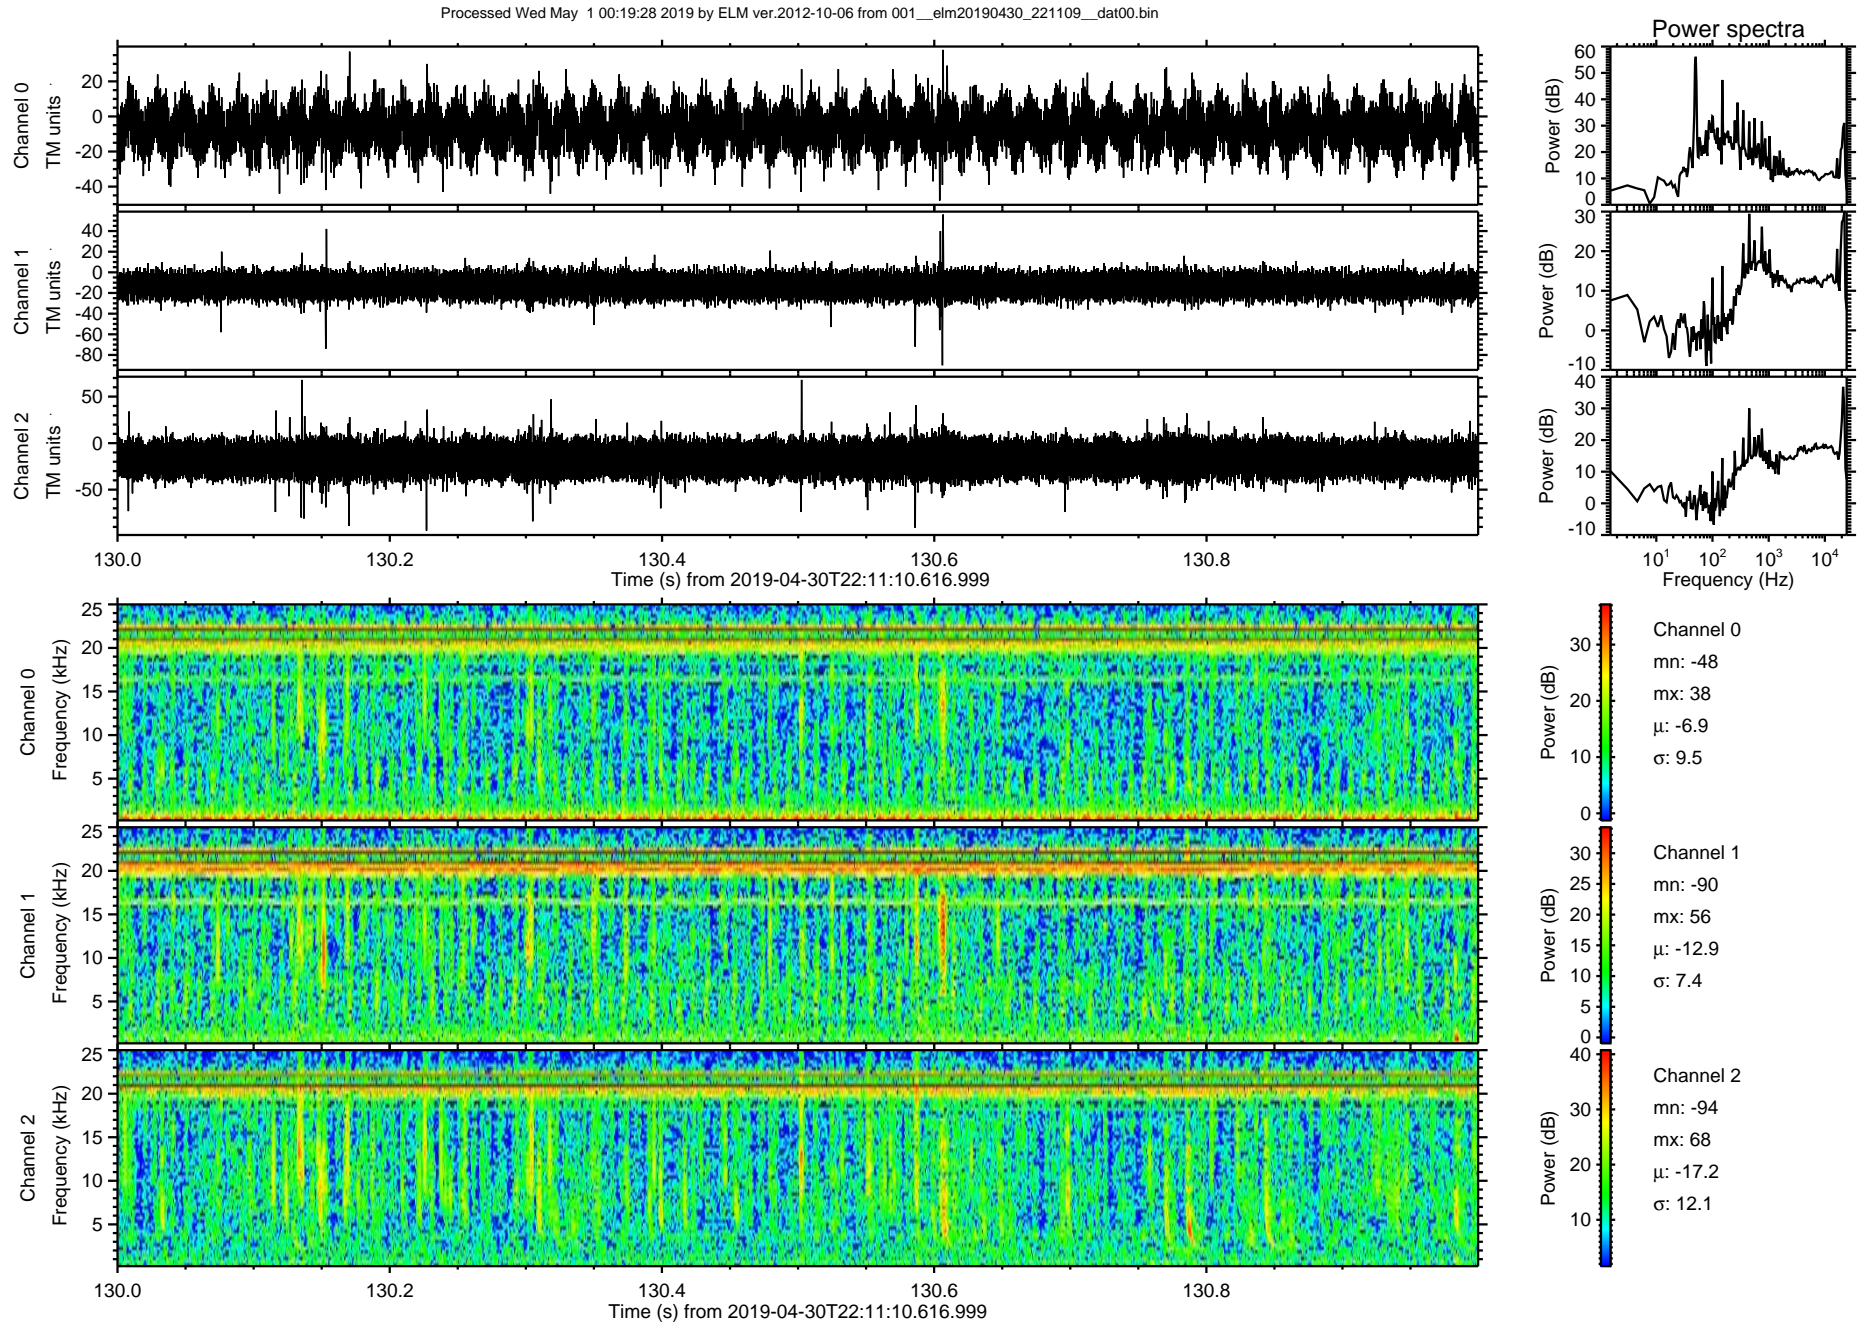 Processed Wed May  1 00:19:28 2019 by ELM ver.2012-10-06 from 001__elm20190430_221109__dat00.bin
Power spectra
Channel 0
TM units
20
0
-20
-40
Power (dB)
60
50
40
30
20
10
0
Channel 1
TM units
40
20
0
-20
-40
-60
-80
Power (dB)
30
20
10
0
-10
Channel 2
TM units
50
0
-50
Power (dB)
40
30
20
10
0
-10
130.0 130.2 130.4 130.6 130.8
Time (s) from 2019-04-30T22:11:10.616.999
10¹ 10² 10³ 10⁴
Frequency (Hz)
Channel 0
Frequency (kHz)
25
20
15
10
5
Power (dB)
30
20
10
0
Channel 0
mn: -48
mx: 38
μ: -6.9
σ: 9.5
Channel 1
Frequency (kHz)
25
20
15
10
5
Power (dB)
30
25
20
15
10
5
0
Channel 1
mn: -90
mx: 56
μ: -12.9
σ: 7.4
Channel 2
Frequency (kHz)
25
20
15
10
5
Power (dB)
40
30
20
10
Channel 2
mn: -94
mx: 68
μ: -17.2
σ: 12.1
130.0 130.2 130.4 130.6 130.8
Time (s) from 2019-04-30T22:11:10.616.999